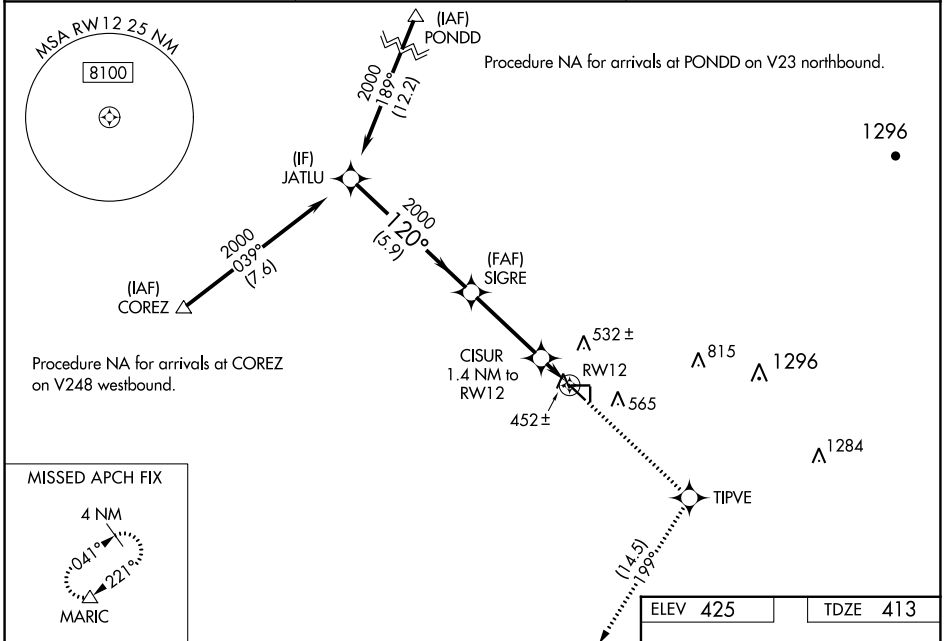 MSA RW12 25 NM
8100
(IAF)
PONDD
Procedure NA for arrivals at PONDD on V23 northbound.
2000
189°
(12.2)
1296
(IF)
JATLU
2000
120°
(5.9)
2000
039°
(7.6)
(IAF)
COREZ
(FAF)
SIGRE
Procedure NA for arrivals at COREZ
on V248 westbound.
CISUR
1.4 NM to
RW12
532 ±
RW12
815
1296
452 ±
565
1284
MISSED APCH FIX
4 NM
041°
221°
MARIC
TIPVE
(14.5)
199°
ELEV 425
TDZE 413